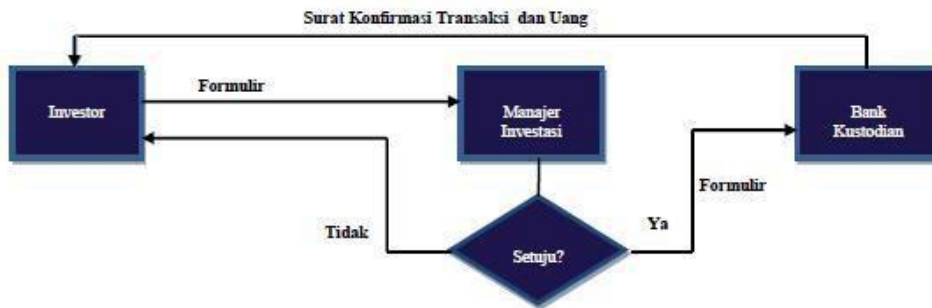 Surat Konfirmasi Transaksi dan Uang
Formulir
Investor
Manajer
Investasi
Bank
Kustodian
Formulir
Tidak
Ya
Setuju?